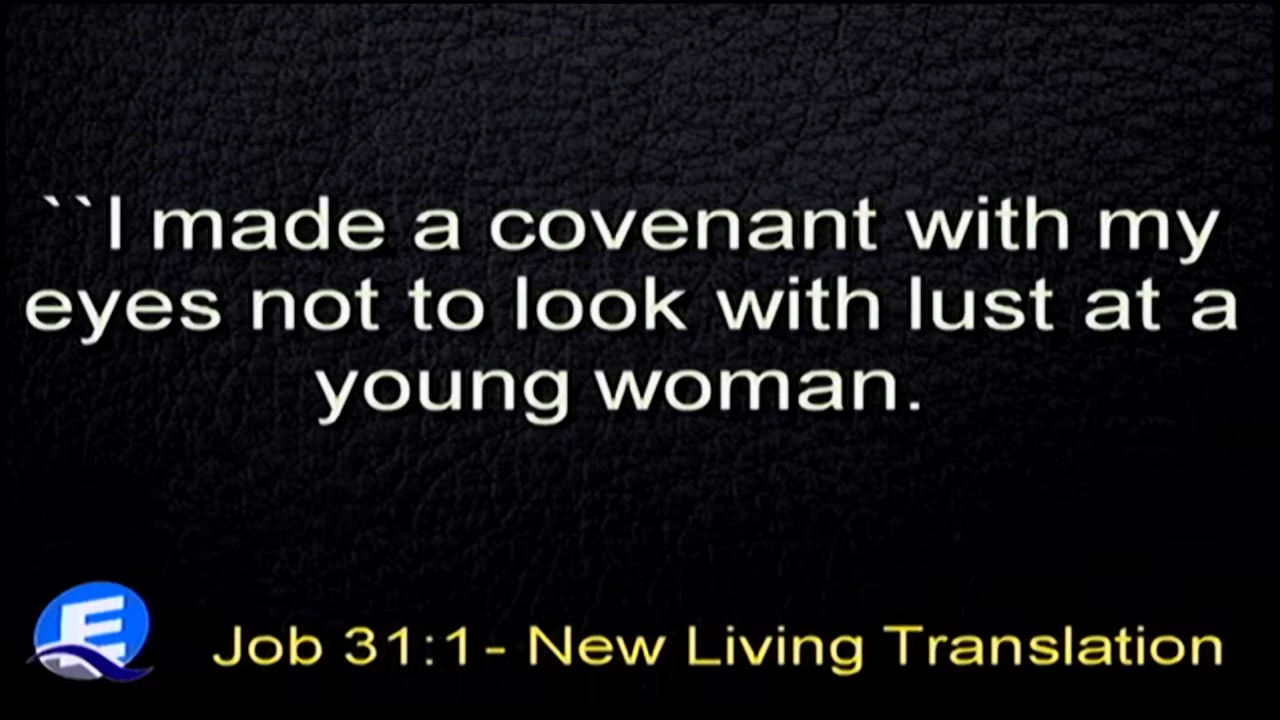 ``I made a covenant with my
eyes not to look with lust at a
young woman.
E
Job 31:1- New Living Translation